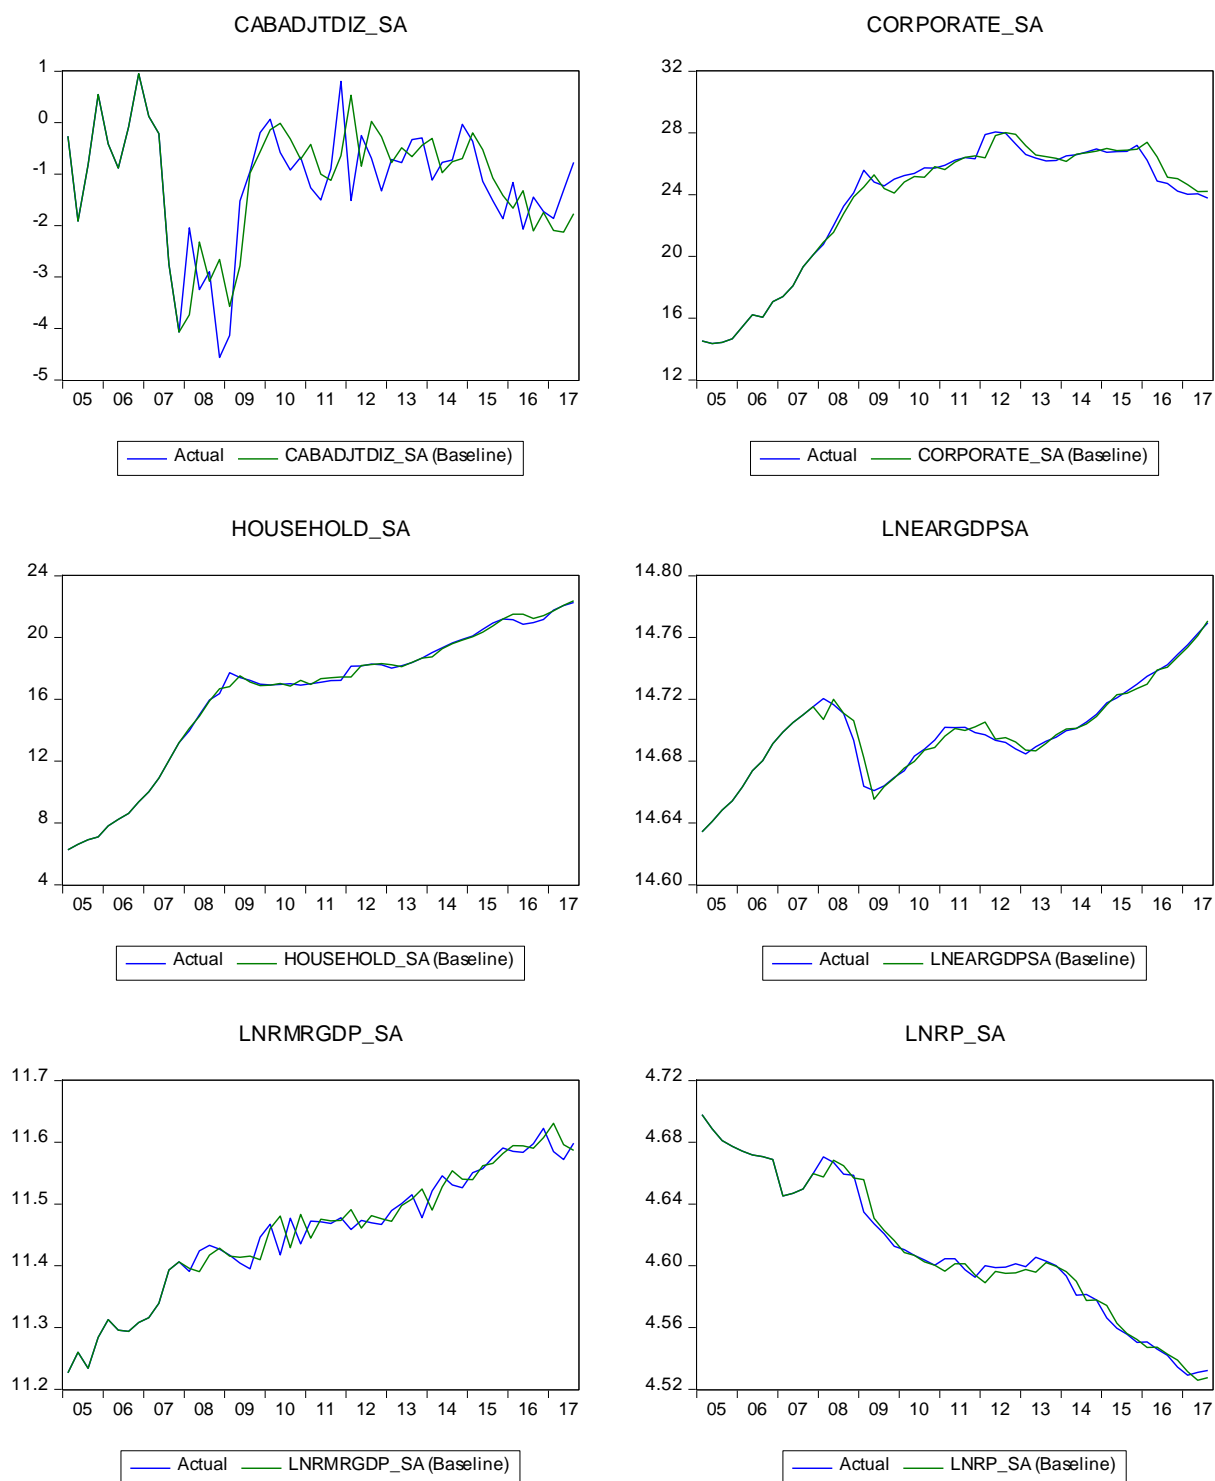 CABADJTDIZ_SA
1
0
-1
-2
-3
-4
-5
05 06 07 08 09 10 11 12 13 14 15 16 17
Actual CABADJTDIZ_SA (Baseline)
CORPORATE_SA
32
28
24
20
16
12
05 06 07 08 09 10 11 12 13 14 15 16 17
Actual CORPORATE_SA (Baseline)
HOUSEHOLD_SA
24
20
16
12
8
4
05 06 07 08 09 10 11 12 13 14 15 16 17
Actual HOUSEHOLD_SA (Baseline)
LNEARGDPSA
14.80
14.76
14.72
14.68
14.64
14.60
05 06 07 08 09 10 11 12 13 14 15 16 17
Actual LNEARGDPSA (Baseline)
LNRMRGDP_SA
11.7
11.6
11.5
11.4
11.3
11.2
05 06 07 08 09 10 11 12 13 14 15 16 17
Actual LNRMRGDP_SA (Baseline)
LNRP_SA
4.72
4.68
4.64
4.60
4.56
4.52
05 06 07 08 09 10 11 12 13 14 15 16 17
Actual LNRP_SA (Baseline)